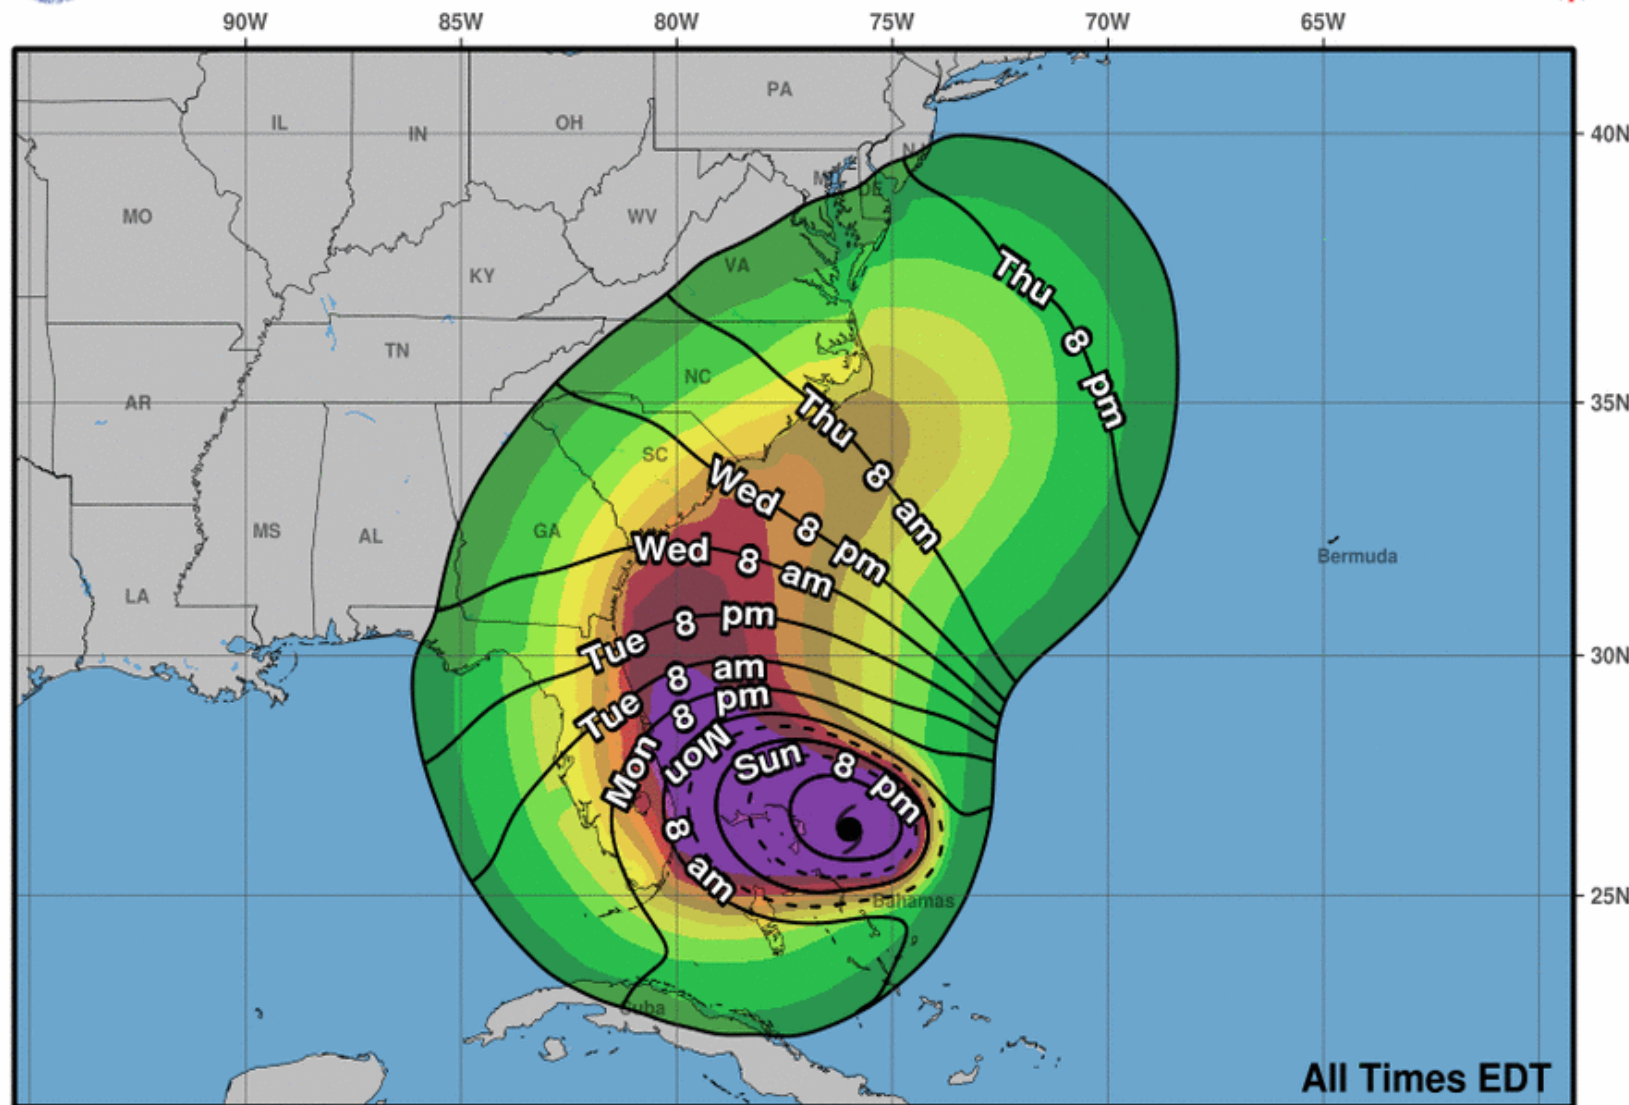 90W 85W 80W 75W 70W 65W
PA
IL IN OH
40N
MO WV DE
VA
KY
Thu 8 pm
TN
NC
AR
35N
Thu 8 am
SC
Wed 8 pm
MS AL GA
Wed 8 am
Bermuda
LA
Tue 8 pm
30N
Tue 8 am
Mon 8 pm
Sun 8 pm
Mon 8 am
25N
Bahamas
Cuba
All Times EDT